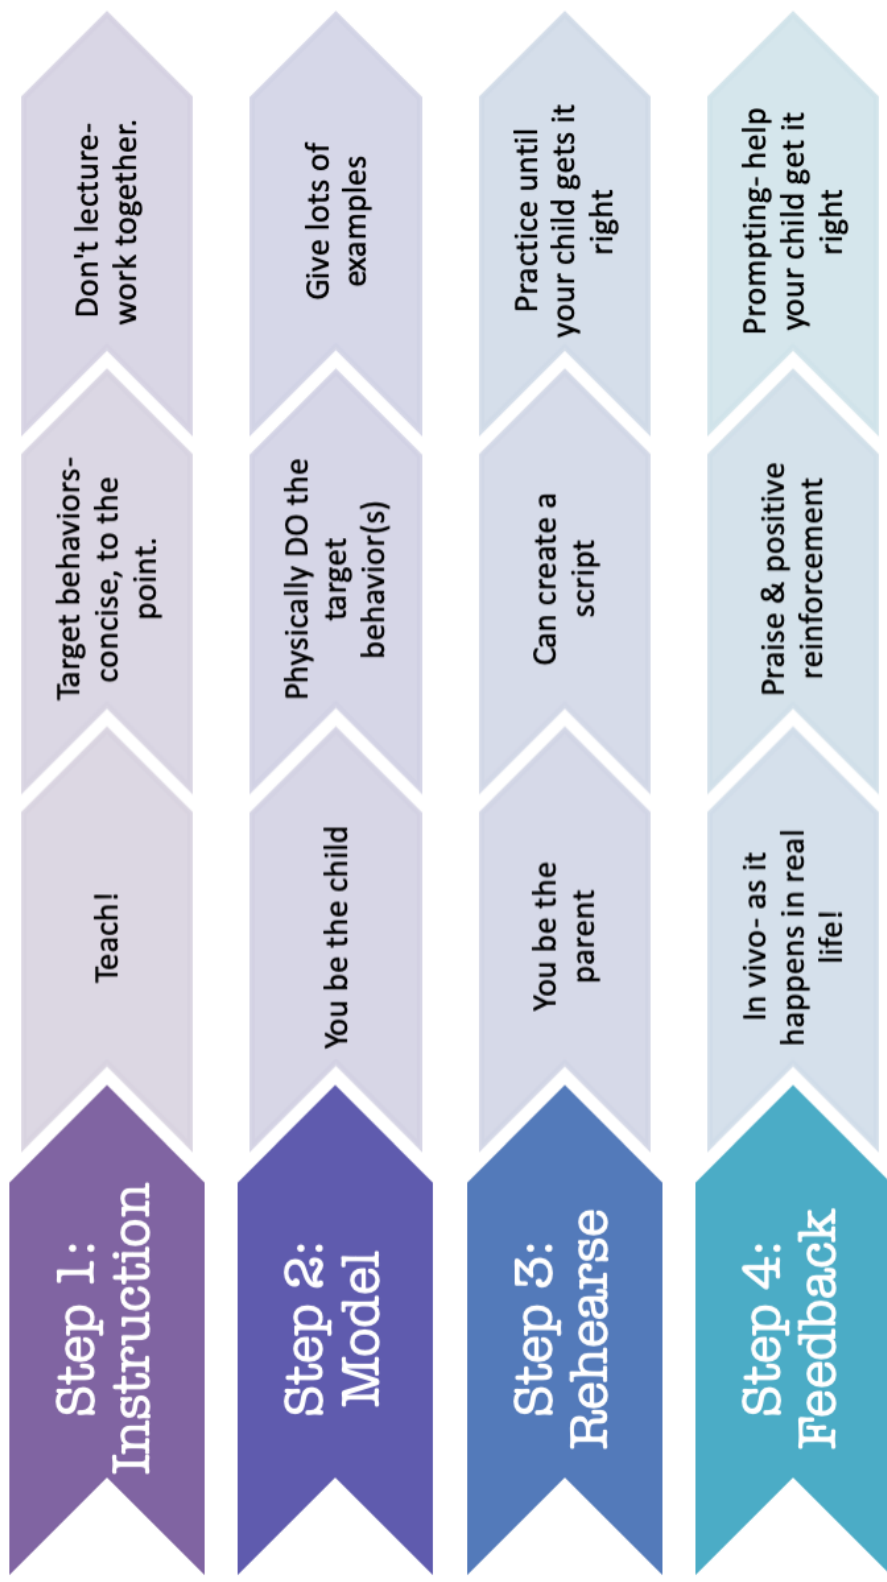 Step 1:
Instruction
Teach!
Target behaviors-
concise, to the
point.
Don't lecture-
work together.
Step 2:
Model
You be the child
Physically DO the
target
behavior(s)
Give lots of
examples
Step 3:
Rehearse
You be the
parent
Can create a
script
Practice until
your child gets it
right
Step 4:
Feedback
In vivo- as it
happens in real
life!
Praise & positive
reinforcement
Prompting- help
your child get it
right